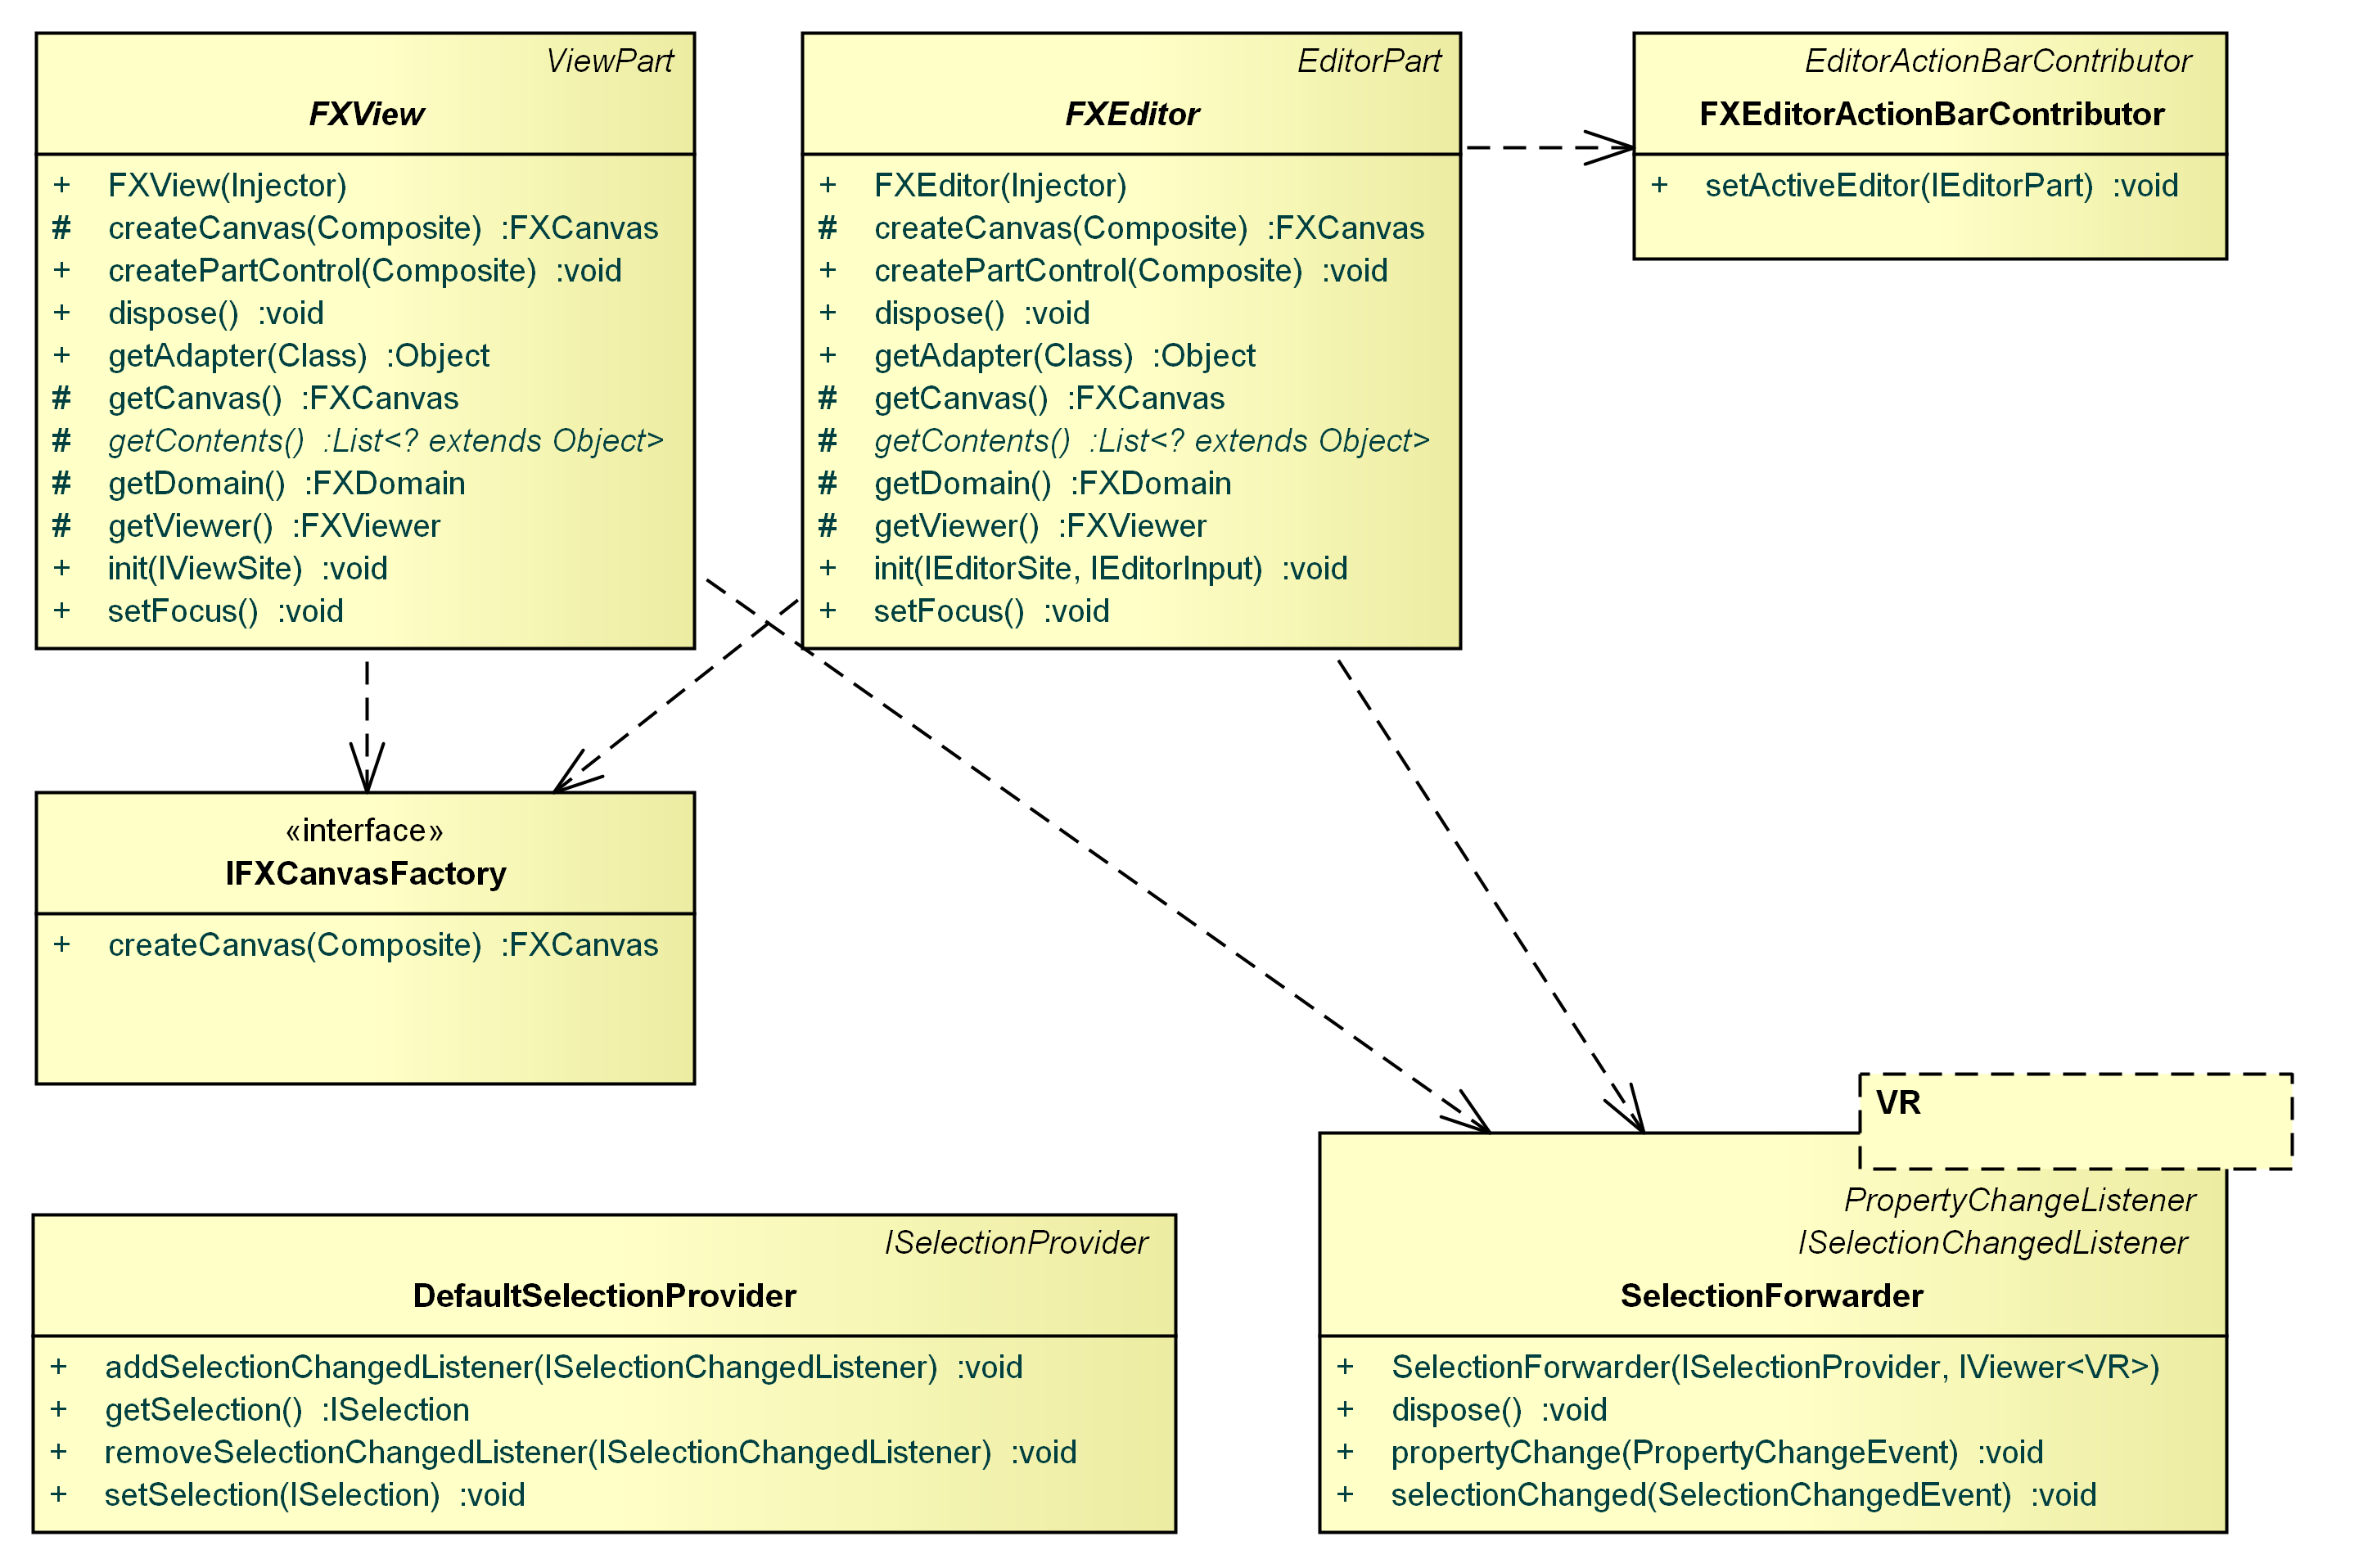 ViewPart
FXView
+ FXView(Injector)
# createCanvas(Composite) :FXCanvas
+ createPartControl(Composite) :void
+ dispose() :void
+ getAdapter(Class) :Object
# getCanvas() :FXCanvas
# getContents() :List<? extends Object>
# getDomain() :FXDomain
# getViewer() :FXViewer
+ init(IViewSite) :void
+ setFocus() :void
EditorPart
FXEditor
+ FXEditor(Injector)
# createCanvas(Composite) :FXCanvas
+ createPartControl(Composite) :void
+ dispose() :void
+ getAdapter(Class) :Object
# getCanvas() :FXCanvas
# getContents() :List<? extends Object>
# getDomain() :FXDomain
# getViewer() :FXViewer
+ init(IEditorSite, IEditorInput) :void
+ setFocus() :void
EditorActionBarContributor
FXEditorActionBarContributor
+ setActiveEditor(IEditorPart) :void
«interface»
IFXCanvasFactory
+ createCanvas(Composite) :FXCanvas
ISelectionProvider
DefaultSelectionProvider
+ addSelectionChangedListener(ISelectionChangedListener) :void
+ getSelection() :ISelection
+ removeSelectionChangedListener(ISelectionChangedListener) :void
+ setSelection(ISelection) :void
VR
PropertyChangeListener
ISelectionChangedListener
SelectionForwarder
+ SelectionForwarder(ISelectionProvider, IViewer<VR>)
+ dispose() :void
+ propertyChange(PropertyChangeEvent) :void
+ selectionChanged(SelectionChangedEvent) :void